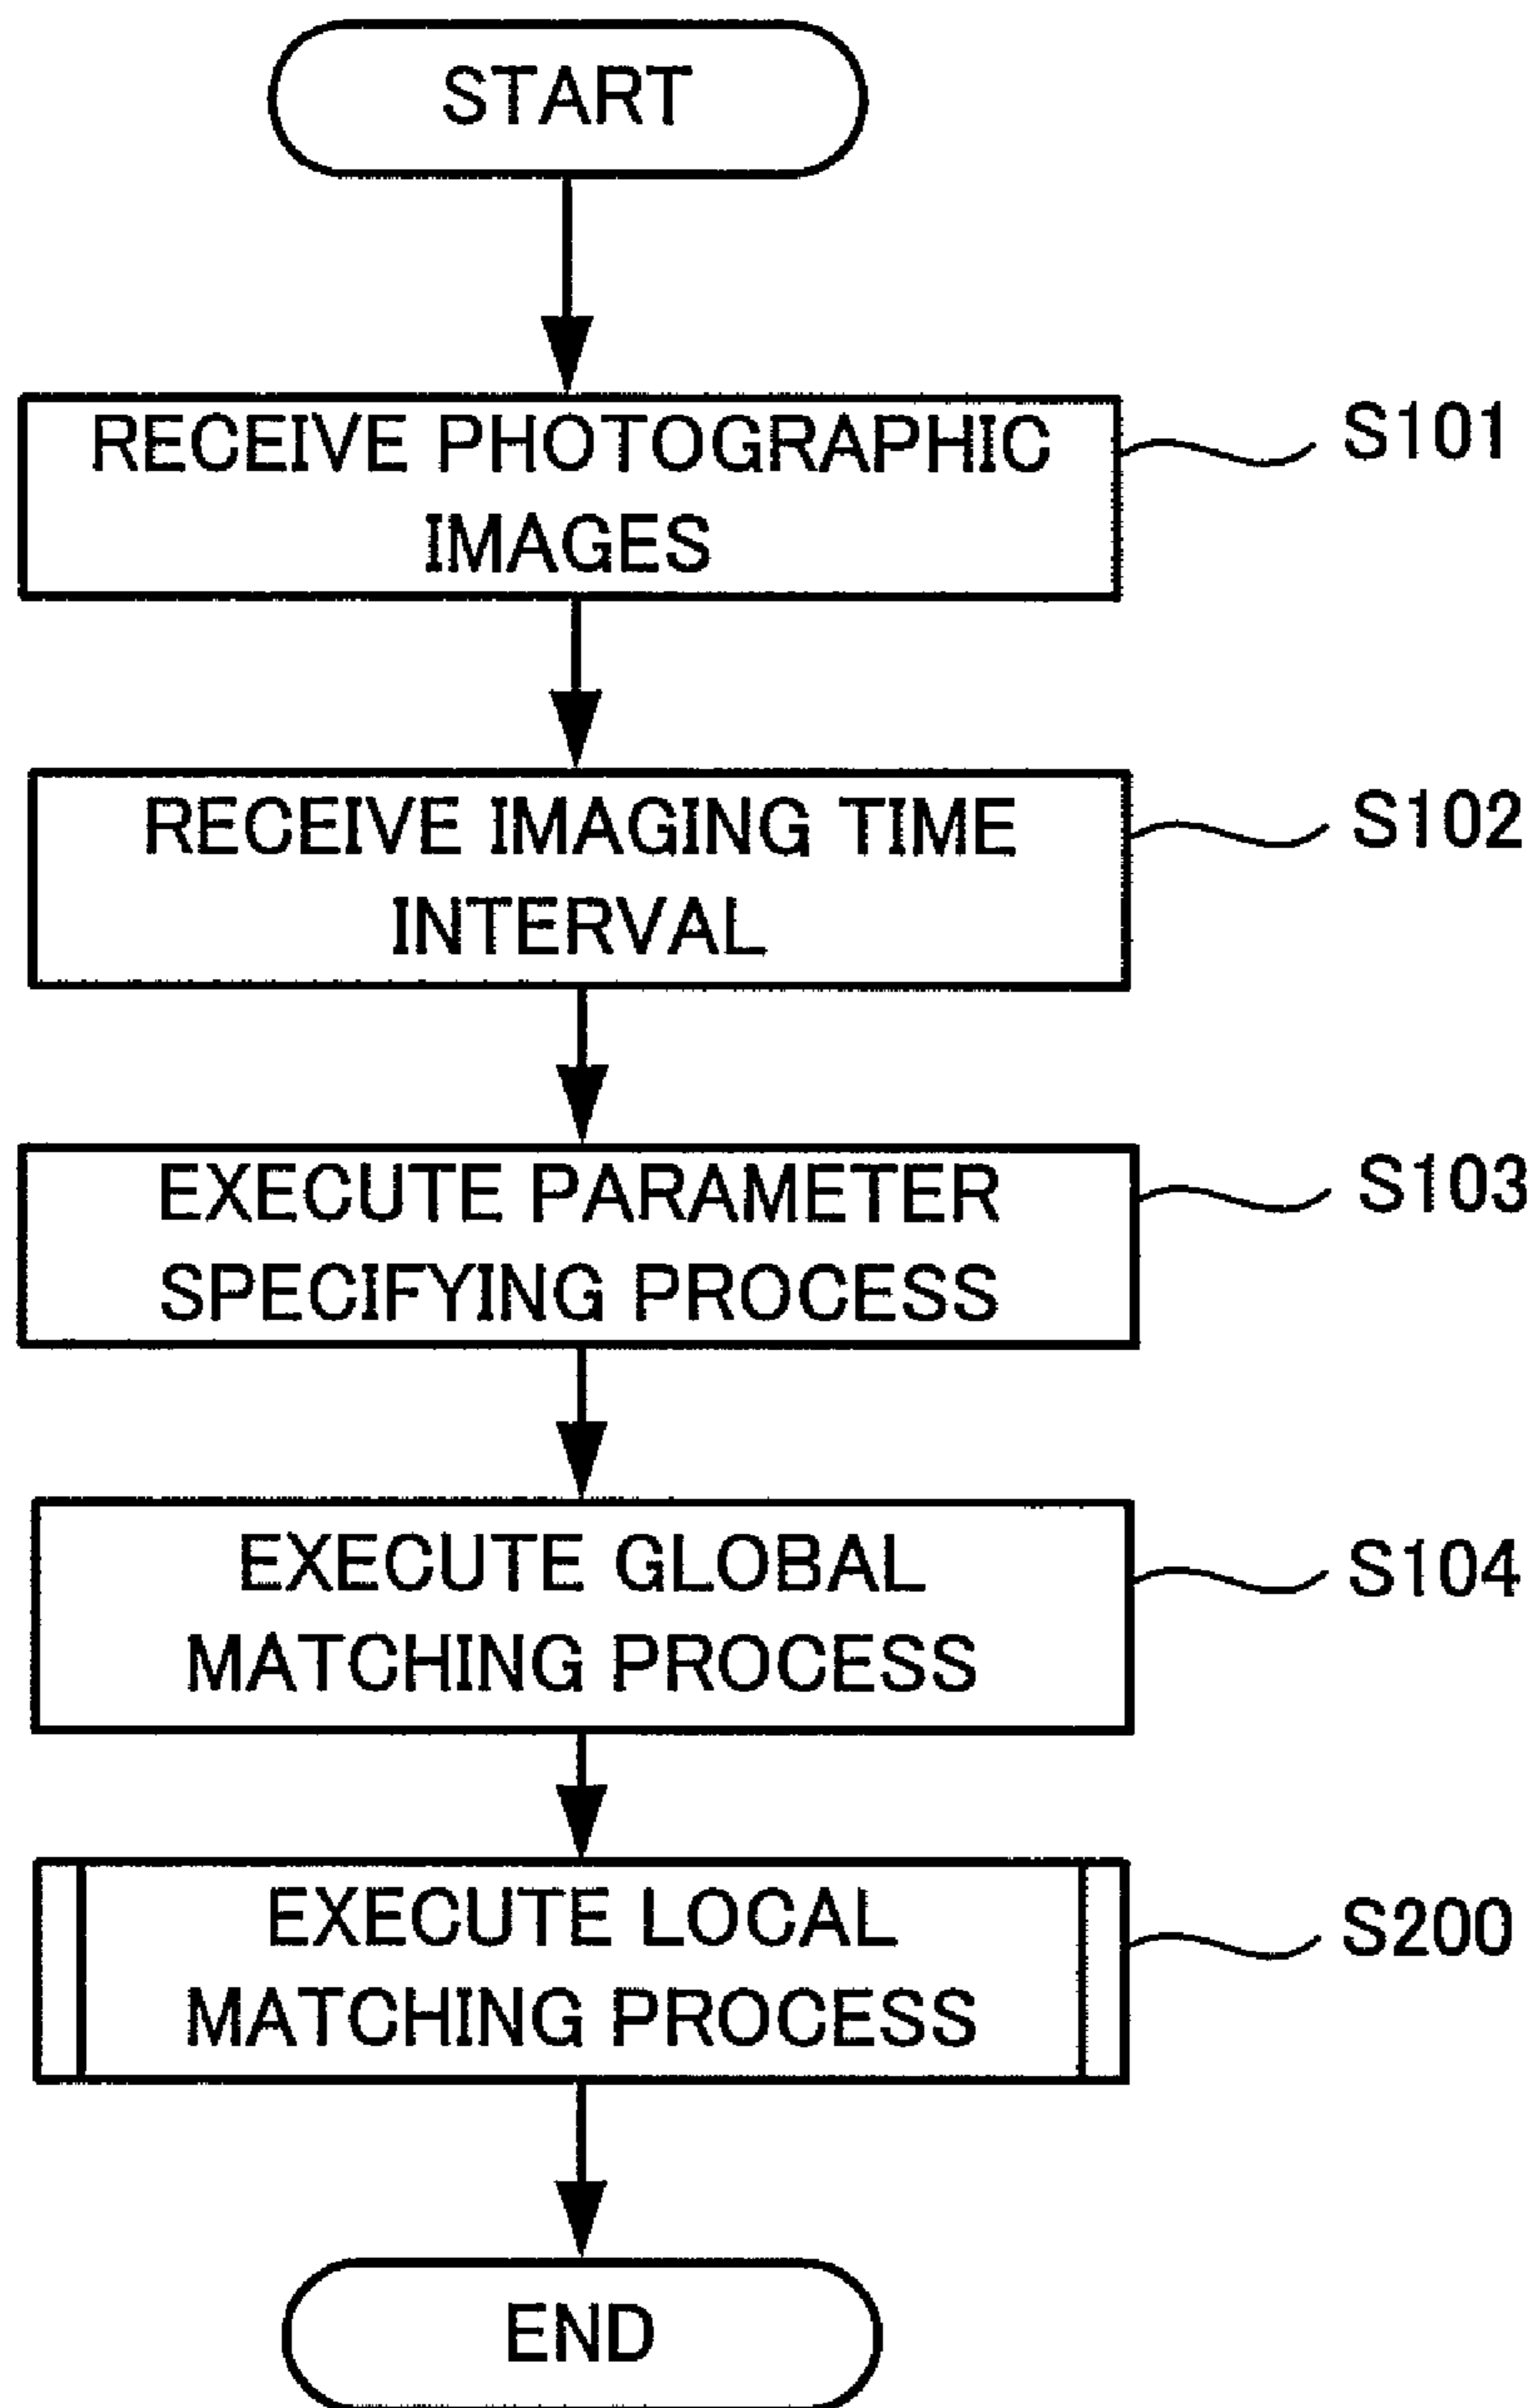 START
RECEIVE PHOTOGRAPHIC
IMAGES
S101
RECEIVE IMAGING TIME
INTERVAL
S102
EXECUTE PARAMETER
SPECIFYING PROCESS
S103
EXECUTE GLOBAL
MATCHING PROCESS
S104
EXECUTE LOCAL
MATCHING PROCESS
S200
END